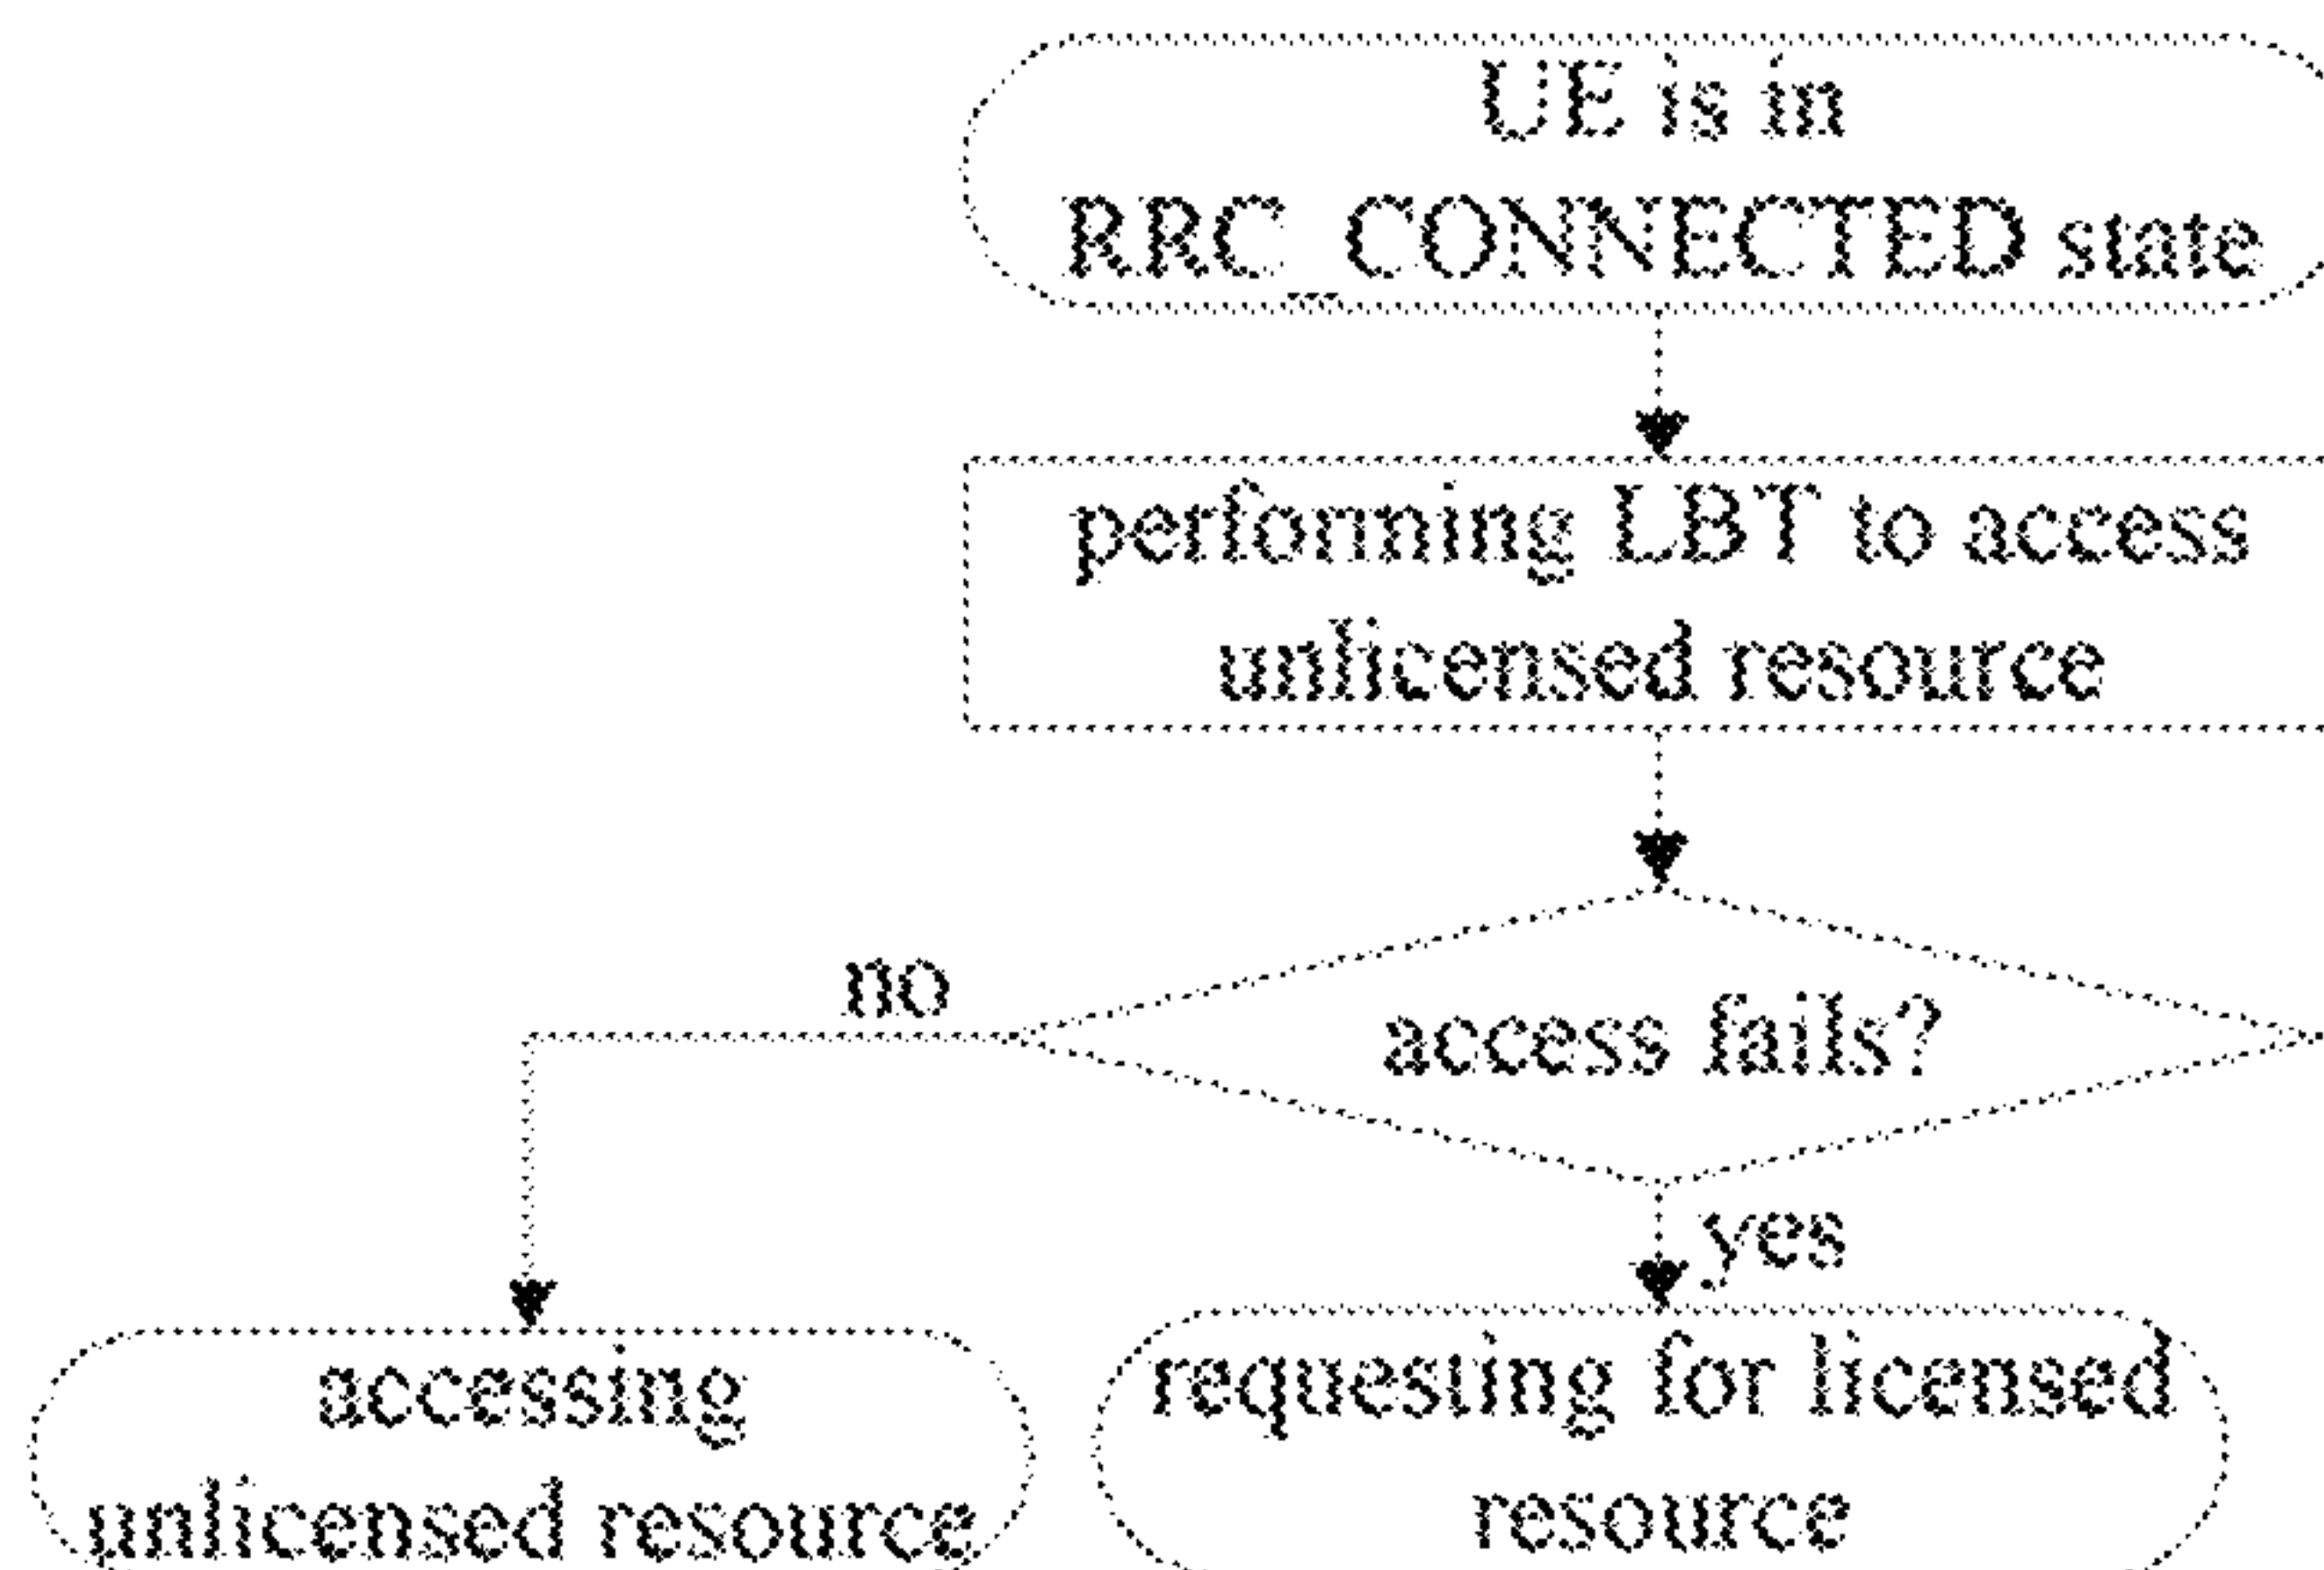 UE is in
RRC_CONNECTED state
performing LBT to access
unlicensed resource
no
access fails?
yes
accessing
unlicensed resource
requesting for licensed
resource